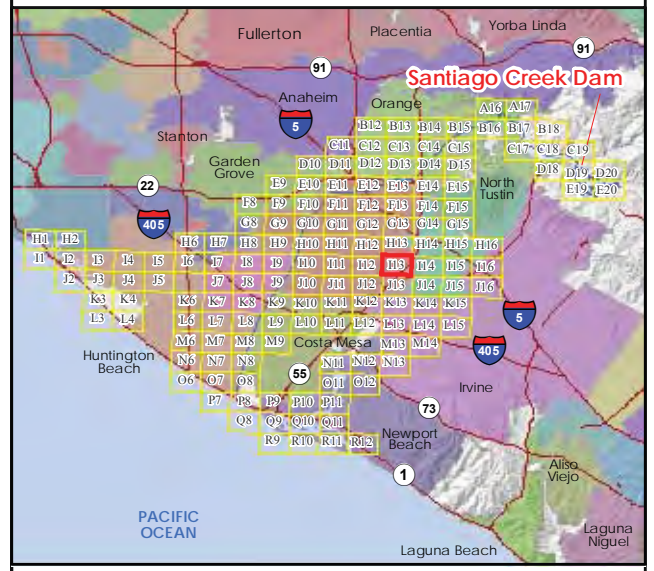 Fullerton
Placentia
Yorba Linda
91
91
Santiago Creek Dam
Anaheim
Orange
A16 A17
5
B12 B13 B14 B15 B16 B17 B18
Stanton
C11 C12 C13 C14 C15 C17 C18 C19
Garden
Grove
D10 D11 D12 D13 D14 D15 D18 D19 D20
22
E9 E10 E11 E12 E13 E14 E15 E19 E20
North
Tustin
F8 F9 F10 F11 F12 F13 F14 F15
405
G8 G9 G10 G11 G12 G13 G14 G15
H1 H2 H6 H7 H8 H9 H10 H11 H12 H13 H14 H15 H16
I1 I2 I3 I4 I5 I6 I7 I8 I9 I10 I11 I12 I13 I14 I15 I16
J2 J3 J4 J5 J7 J8 J9 J10 J11 J12 J13 J14 J15 J16
K3 K4 K6 K7 K8 K9 K10 K11 K12 K13 K14 K15
5
L3 L4 L6 L7 L8 L9 L10 L11 L12 L13 L14 L15
M6 M7 M8 M9 Costa Mesa M13 M14
405
Huntington
Beach
N6 N7 N8 N11 N12 N13
55
O6 O7 O8 O11 O12
Irvine
P7 P8 P9 P10 P11
73
Q8 Q9 Q10 Q11
Newport
Beach
R9 R10 R11 R12
1
Aliso
Viejo
PACIFIC
OCEAN
Laguna
Niguel
Laguna Beach